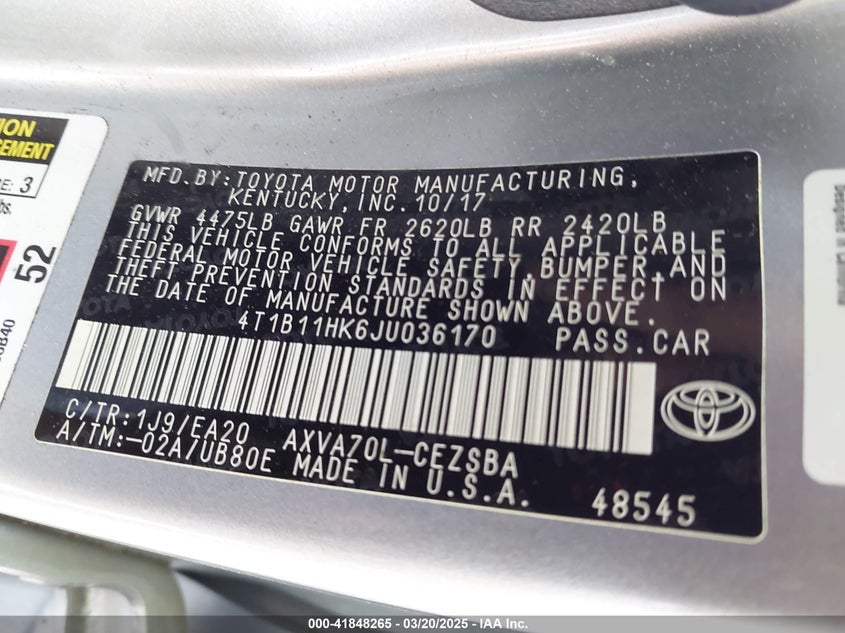 ION
CEMENT
E: 3
bs.
52
MFD.BY:TOYOTA MOTOR MANUFACTURING,
KENTUCKY,INC.10/17
GVWR 4475LB GAWR FR 2620LB RR 2420LB
THIS VEHICLE CONFORMS TO ALL APPLICABLE
FEDERAL MOTOR VEHICLE SAFETY BUMPER,AND
THEFT PREVENTION STANDARDS IN EFFECT ON
THE DATE OF MANUFACTURE SHOWN ABOVE.
4T1B11HK6JU036170 PASS.CAR
C/TR:1J9/EA20 AXVA70L-CEZSBA
A/TM:-02A/UB80E MADE IN U.S.A.
48545
000-41848265 - 03/20/2025 - IAA Inc.